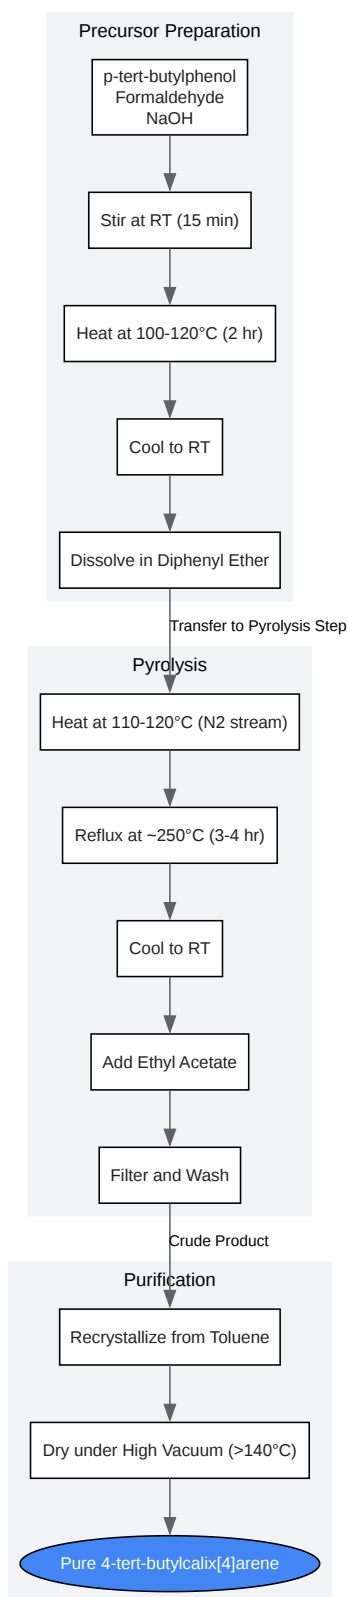 Precursor Preparation
p-tert-butylphenol
Formaldehyde
NaOH
Stir at RT (15 min)
Heat at 100-120°C (2 hr)
Cool to RT
Dissolve in Diphenyl Ether
Transfer to Pyrolysis Step
Pyrolysis
Heat at 110-120°C (N2 stream)
Reflux at ~250°C (3-4 hr)
Cool to RT
Add Ethyl Acetate
Filter and Wash
Crude Product
Purification
Recrystallize from Toluene
Dry under High Vacuum (>140°C)
Pure 4-tert-butylcalix[4]arene